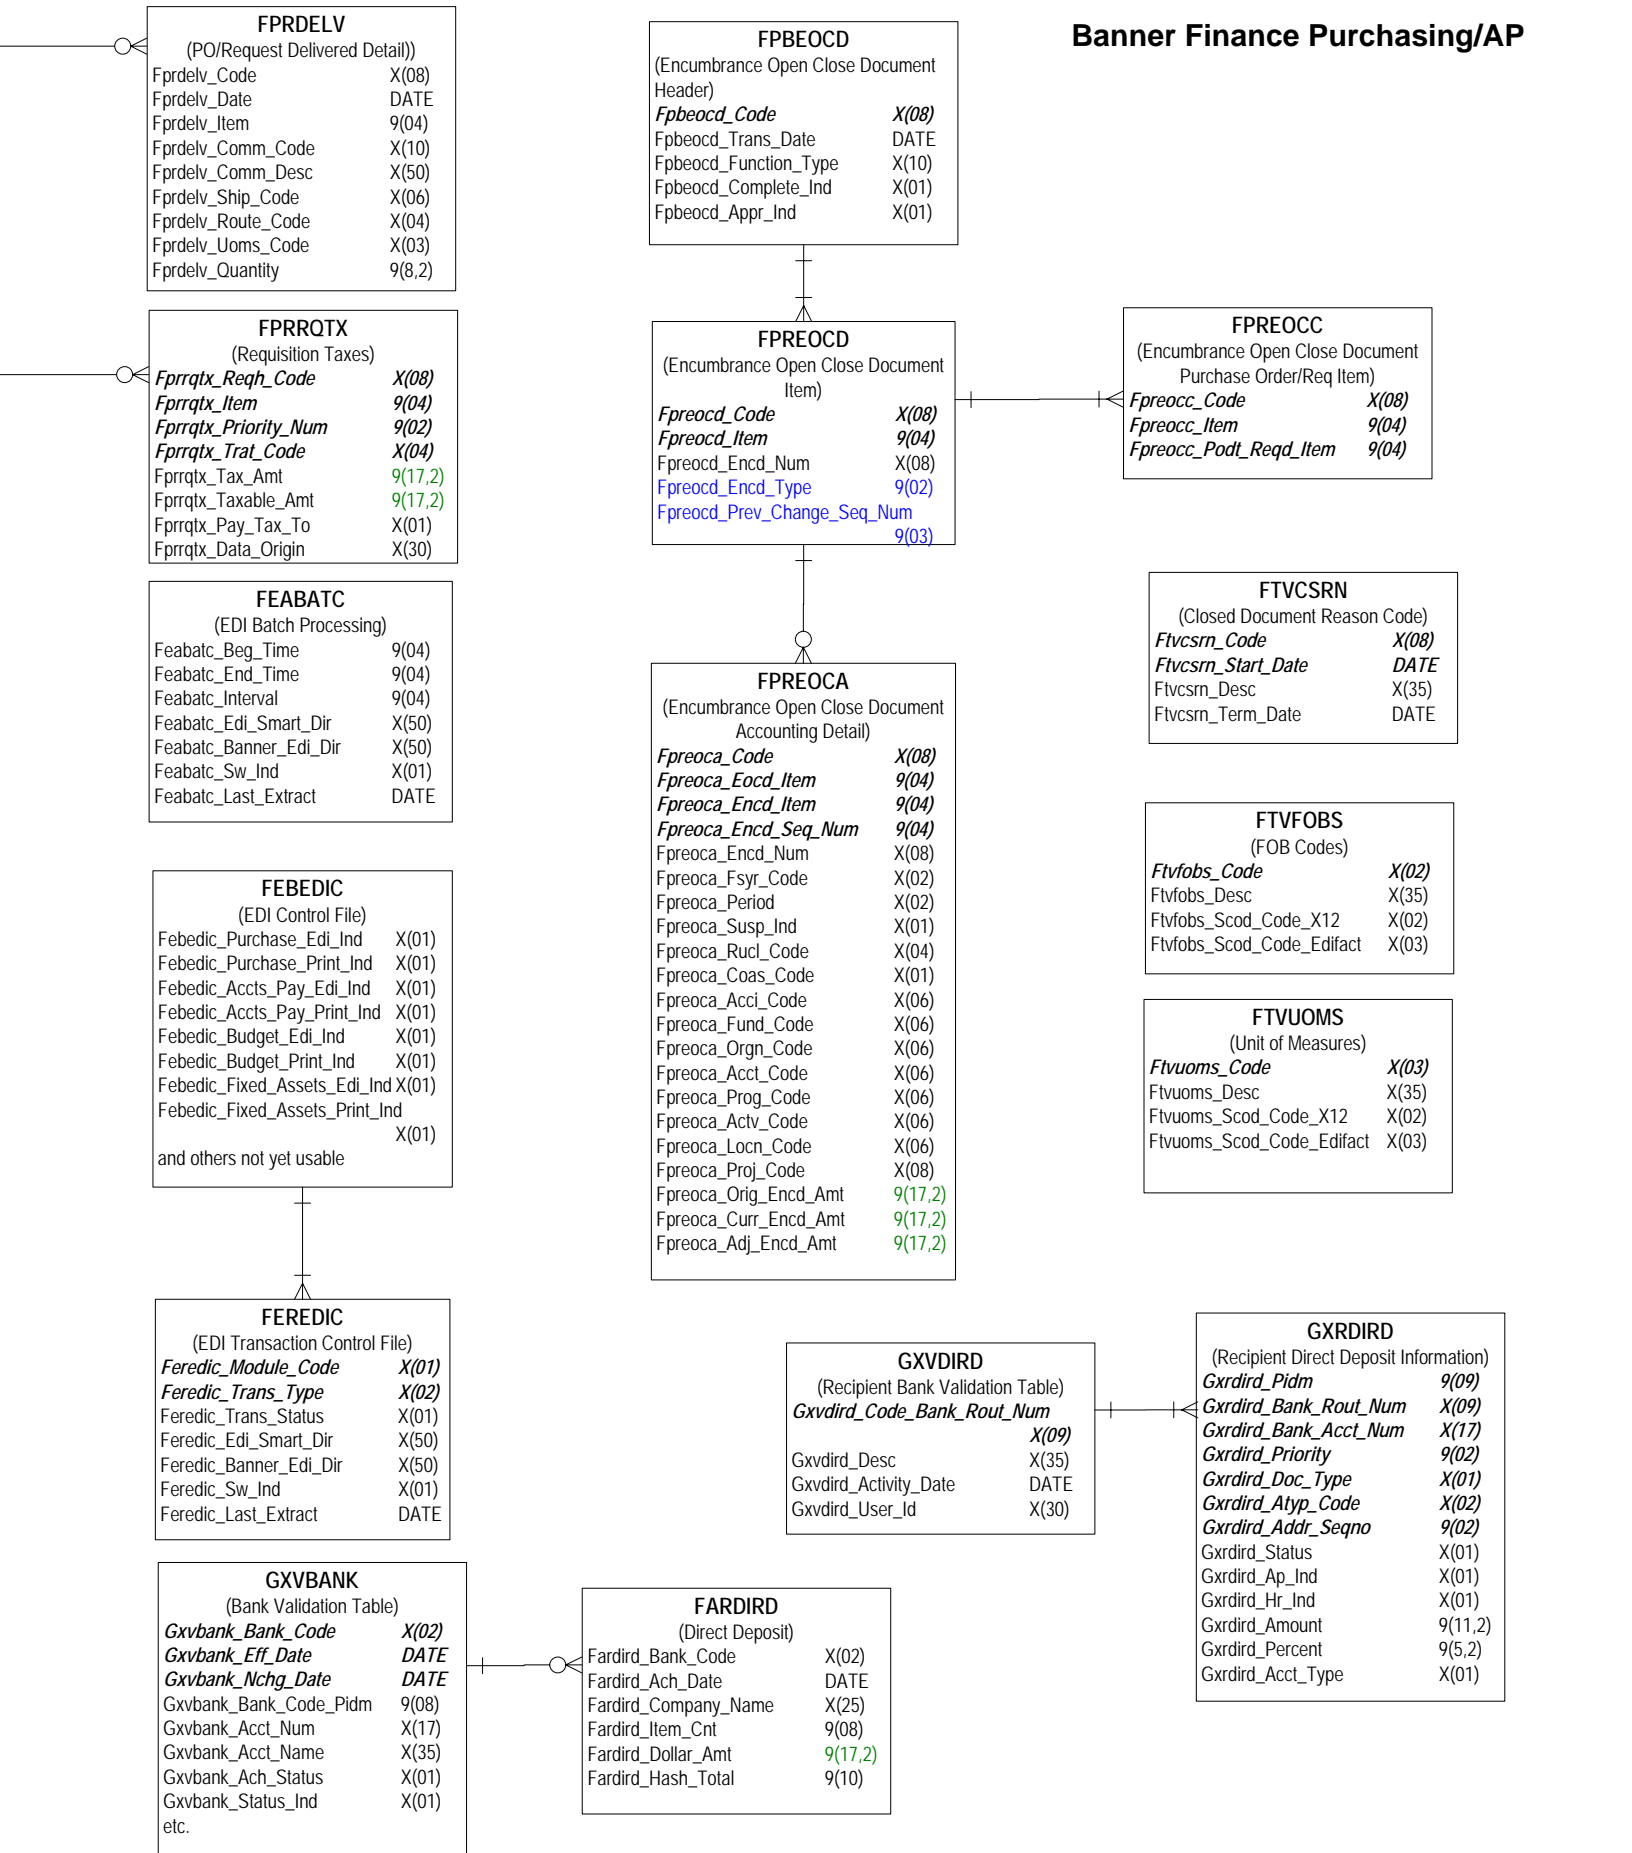 Banner Finance Purchasing/AP
FPRDELV
(PO/Request Delivered Detail))
Fprdelv_Code X(08)
Fprdelv_Date DATE
Fprdelv_Item 9(04)
Fprdelv_Comm_Code X(10)
Fprdelv_Comm_Desc X(50)
Fprdelv_Ship_Code X(06)
Fprdelv_Route_Code X(04)
Fprdelv_Uoms_Code X(03)
Fprdelv_Quantity 9(8,2)
FPRRQTX
(Requisition Taxes)
Fprrqtx_Reqh_Code X(08)
Fprrqtx_Item 9(04)
Fprrqtx_Priority_Num 9(02)
Fprrqtx_Trat_Code X(04)
Fprrqtx_Tax_Amt 9(17,2)
Fprrqtx_Taxable_Amt 9(17,2)
Fprrqtx_Pay_Tax_To X(01)
Fprrqtx_Data_Origin X(30)
FEABATC
(EDI Batch Processing)
Feabatc_Beg_Time 9(04)
Feabatc_End_Time 9(04)
Feabatc_Interval 9(04)
Feabatc_Edi_Smart_Dir X(50)
Feabatc_Banner_Edi_Dir X(50)
Feabatc_Sw_Ind X(01)
Feabatc_Last_Extract DATE
FEBEDIC
(EDI Control File)
Febedic_Purchase_Edi_Ind X(01)
Febedic_Purchase_Print_Ind X(01)
Febedic_Accts_Pay_Edi_Ind X(01)
Febedic_Accts_Pay_Print_Ind X(01)
Febedic_Budget_Edi_Ind X(01)
Febedic_Budget_Print_Ind X(01)
Febedic_Fixed_Assets_Edi_Ind X(01)
Febedic_Fixed_Assets_Print_Ind
X(01)
and others not yet usable
FEREDIC
(EDI Transaction Control File)
Feredic_Module_Code X(01)
Feredic_Trans_Type X(02)
Feredic_Trans_Status X(01)
Feredic_Edi_Smart_Dir X(50)
Feredic_Banner_Edi_Dir X(50)
Feredic_Sw_Ind X(01)
Feredic_Last_Extract DATE
GXVBANK
(Bank Validation Table)
Gxvbank_Bank_Code X(02)
Gxvbank_Eff_Date DATE
Gxvbank_Nchg_Date DATE
Gxvbank_Bank_Code_Pidm 9(08)
Gxvbank_Acct_Num X(17)
Gxvbank_Acct_Name X(35)
Gxvbank_Ach_Status X(01)
Gxvbank_Status_Ind X(01)
etc.
FPBEOCD
(Encumbrance Open Close Document
Header)
Fpbeocd_Code X(08)
Fpbeocd_Trans_Date DATE
Fpbeocd_Function_Type X(10)
Fpbeocd_Complete_Ind X(01)
Fpbeocd_Appr_Ind X(01)
FPREOCD
(Encumbrance Open Close Document
Item)
Fpreocd_Code X(08)
Fpreocd_Item 9(04)
Fpreocd_Encd_Num X(08)
Fpreocd_Encd_Type 9(02)
Fpreocd_Prev_Change_Seq_Num
9(03)
FPREOCA
(Encumbrance Open Close Document
Accounting Detail)
Fpreoca_Code X(08)
Fpreoca_Eocd_Item 9(04)
Fpreoca_Encd_Item 9(04)
Fpreoca_Encd_Seq_Num 9(04)
Fpreoca_Encd_Num X(08)
Fpreoca_Fsyr_Code X(02)
Fpreoca_Period X(02)
Fpreoca_Susp_Ind X(01)
Fpreoca_Rucl_Code X(04)
Fpreoca_Coas_Code X(01)
Fpreoca_Acci_Code X(06)
Fpreoca_Fund_Code X(06)
Fpreoca_Orgn_Code X(06)
Fpreoca_Acct_Code X(06)
Fpreoca_Prog_Code X(06)
Fpreoca_Actv_Code X(06)
Fpreoca_Locn_Code X(06)
Fpreoca_Proj_Code X(08)
Fpreoca_Orig_Encd_Amt 9(17,2)
Fpreoca_Curr_Encd_Amt 9(17,2)
Fpreoca_Adj_Encd_Amt 9(17,2)
FPREOCC
(Encumbrance Open Close Document
Purchase Order/Req Item)
Fpreocc_Code X(08)
Fpreocc_Item 9(04)
Fpreocc_Podt_Reqd_Item 9(04)
FTVCSRN
(Closed Document Reason Code)
Ftvcsrn_Code X(08)
Ftvcsrn_Start_Date DATE
Ftvcsrn_Desc X(35)
Ftvcsrn_Term_Date DATE
FTVFOBS
(FOB Codes)
Ftvfobs_Code X(02)
Ftvfobs_Desc X(35)
Ftvfobs_Scod_Code_X12 X(02)
Ftvfobs_Scod_Code_Edifact X(03)
FTVUOMS
(Unit of Measures)
Ftvuoms_Code X(03)
Ftvuoms_Desc X(35)
Ftvuoms_Scod_Code_X12 X(02)
Ftvuoms_Scod_Code_Edifact X(03)
GXVDIRD
(Recipient Bank Validation Table)
Gxvdird_Code_Bank_Rout_Num
X(09)
Gxvdird_Desc X(35)
Gxvdird_Activity_Date DATE
Gxvdird_User_Id X(30)
GXRDIRD
(Recipient Direct Deposit Information)
Gxrdird_Pidm 9(09)
Gxrdird_Bank_Rout_Num X(09)
Gxrdird_Bank_Acct_Num X(17)
Gxrdird_Priority 9(02)
Gxrdird_Doc_Type X(01)
Gxrdird_Atyp_Code X(02)
Gxrdird_Addr_Seqno 9(02)
Gxrdird_Status X(01)
Gxrdird_Ap_Ind X(01)
Gxrdird_Hr_Ind X(01)
Gxrdird_Amount 9(11,2)
Gxrdird_Percent 9(5,2)
Gxrdird_Acct_Type X(01)
FARDIRD
(Direct Deposit)
Fardird_Bank_Code X(02)
Fardird_Ach_Date DATE
Fardird_Company_Name X(25)
Fardird_Item_Cnt 9(08)
Fardird_Dollar_Amt 9(17,2)
Fardird_Hash_Total 9(10)